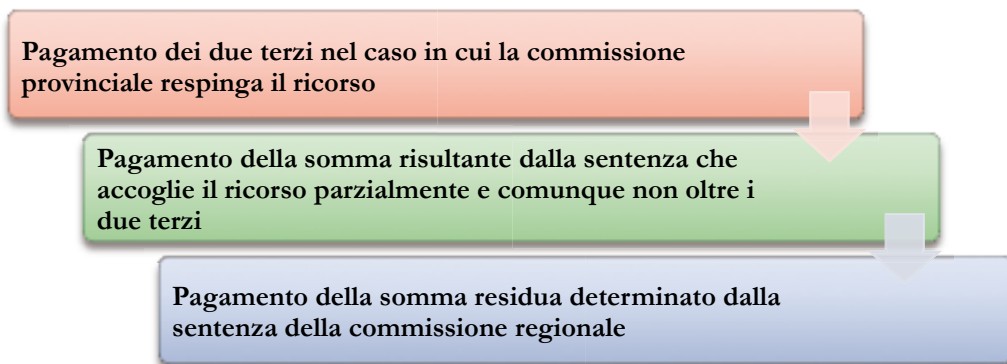 Pagamento dei due terzi nel caso in cui la commissione
provinciale respinga il ricorso
Pagamento della somma risultante dalla sentenza che
accoglie il ricorso parzialmente e comunque non oltre i
due terzi
Pagamento della somma residua determinato dalla
sentenza della commissione regionale